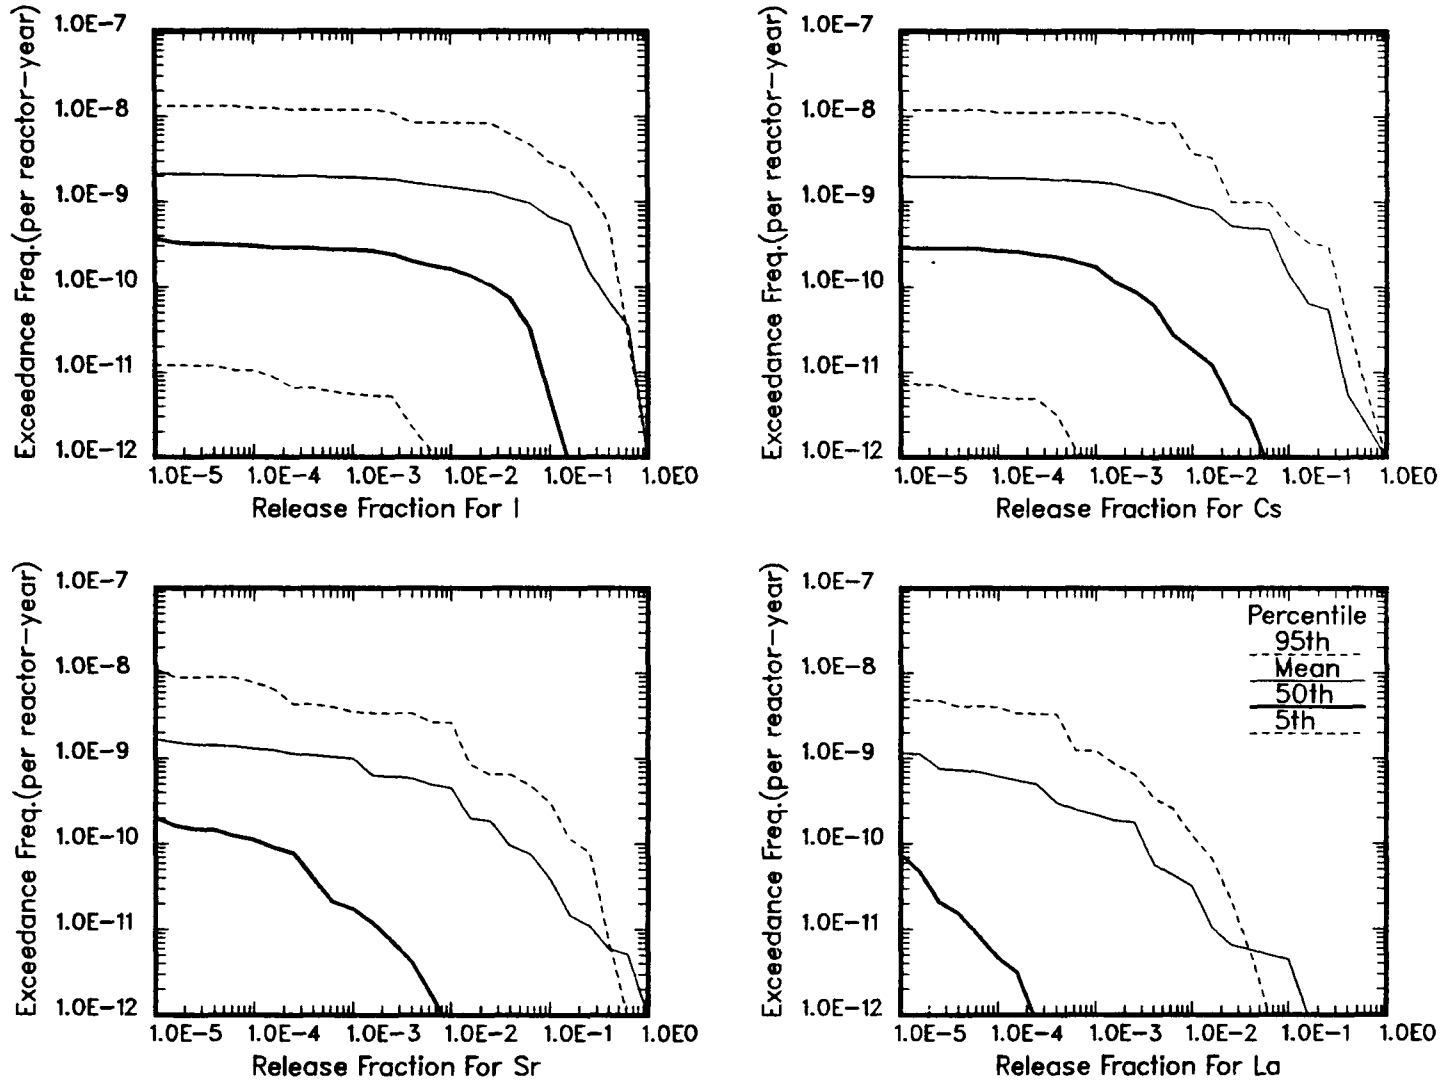 Exceedance Freq.(per reactor-year)
1.0E-7
1.0E-8
1.0E-9
1.0E-10
1.0E-11
1.0E-12
1.0E-5 1.0E-4 1.0E-3 1.0E-2 1.0E-1 1.0E0
Release Fraction For I
Exceedance Freq.(per reactor-year)
1.0E-7
1.0E-8
1.0E-9
1.0E-10
1.0E-11
1.0E-12
1.0E-5 1.0E-4 1.0E-3 1.0E-2 1.0E-1 1.0E0
Release Fraction For Cs
Exceedance Freq.(per reactor-year)
1.0E-7
1.0E-8
1.0E-9
1.0E-10
1.0E-11
1.0E-12
1.0E-5 1.0E-4 1.0E-3 1.0E-2 1.0E-1 1.0E0
Release Fraction For Sr
Exceedance Freq.(per reactor-year)
1.0E-7
1.0E-8
1.0E-9
1.0E-10
1.0E-11
1.0E-12
Percentile
95th
Mean
50th
5th
1.0E-5 1.0E-4 1.0E-3 1.0E-2 1.0E-1 1.0E0
Release Fraction For La